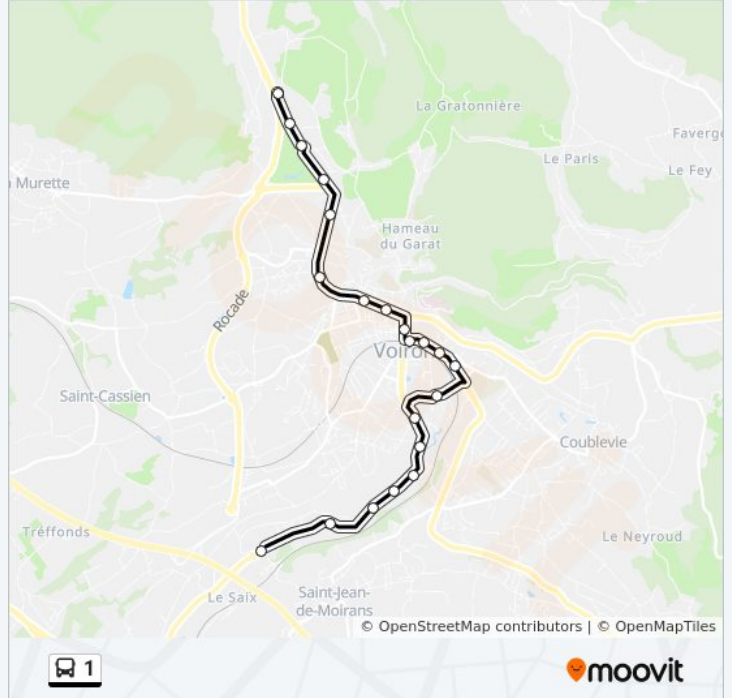 La Gratonnière
Faverge
Le Paris
Le Fey
Murette
Hameau
du Garat
Rocade
Voiron
Saint-Cassien
Coublevie
Tréffonds
Le Neyroud
Le Saix
Saint-Jean-
de-Moirans
© OpenStreetMap contributors | © OpenMapTiles
1
moovit